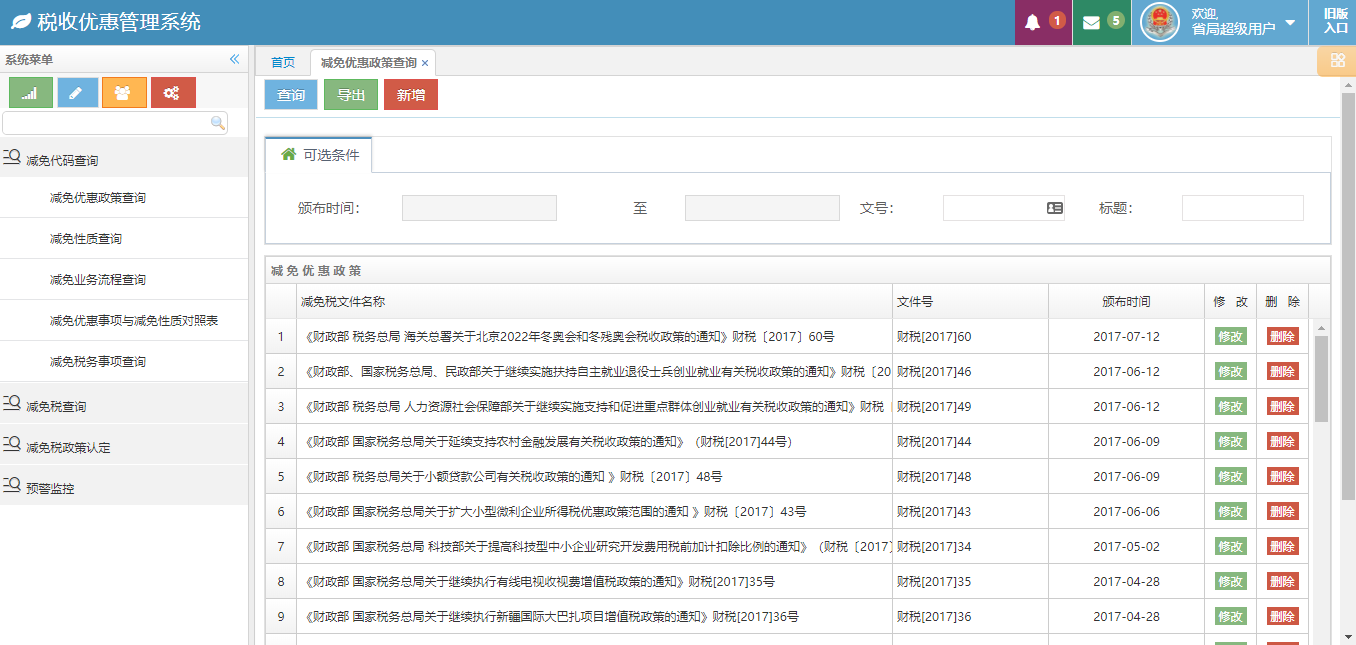 税收优惠管理系统
1
5
欢迎,
省局超级用户
旧版
入口
系统菜单
首页
减免优惠政策查询 ×
查询 导出 新增
减免代码查询
减免优惠政策查询
减免性质查询
减免业务流程查询
减免优惠事项与减免性质对照表
减免税务事项查询
减免税查询
减免税政策认定
预警监控
可选条件
颁布时间: 至 文号: 标题:
减免优惠政策
减免税文件名称 文件号 颁布时间 修 改 删 除
1 《财政部 税务总局 海关总署关于北京2022年冬奥会和冬残奥会税收政策的通知》财税〔2017〕60号 财税[2017]60 2017-07-12 修改 删除
2 《财政部、国家税务总局、民政部关于继续实施扶持自主就业退役士兵创业就业有关税收政策的通知》财税〔20 财税[2017]46 2017-06-12 修改 删除
3 《财政部 税务总局 人力资源社会保障部关于继续实施支持和促进重点群体创业就业有关税收政策的通知》财税〔 财税[2017]49 2017-06-12 修改 删除
4 《财政部 国家税务总局关于延续支持农村金融发展有关税收政策的通知》（财税[2017]44号） 财税[2017]44 2017-06-09 修改 删除
5 《财政部 税务总局关于小额贷款公司有关税收政策的通知 》财税〔2017〕48号 财税[2017]48 2017-06-09 修改 删除
6 《财政部 国家税务总局关于扩大小型微利企业所得税优惠政策范围的通知 》财税〔2017〕43号 财税[2017]43 2017-06-06 修改 删除
7 《财政部 国家税务总局 科技部关于提高科技型中小企业研究开发费用税前加计扣除比例的通知》（财税〔2017〕 财税[2017]34 2017-05-02 修改 删除
8 《财政部 国家税务总局关于继续执行有线电视收视费增值税政策的通知》财税[2017]35号 财税[2017]35 2017-04-28 修改 删除
9 《财政部 国家税务总局关于继续执行新疆国际大巴扎项目增值税政策的通知》财税[2017]36号 财税[2017]36 2017-04-28 修改 删除